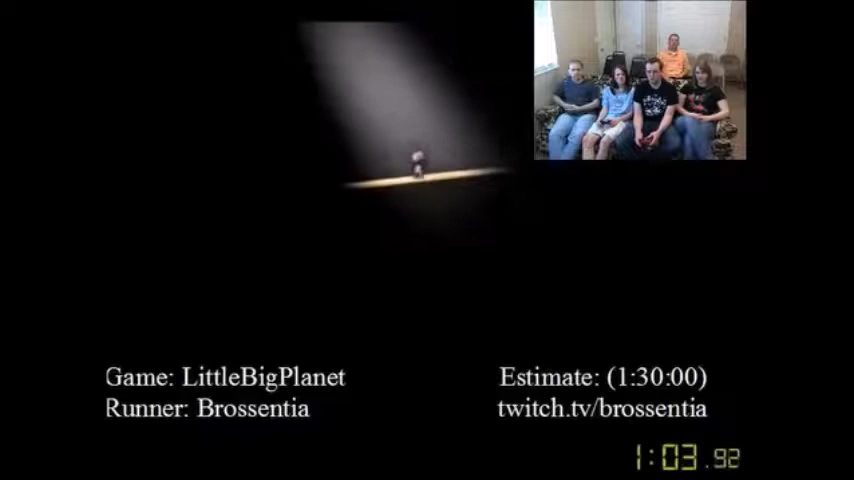 Game: LittleBigPlanet
Runner: Brossentia
Estimate: (1:30:00)
twitch.tv/brossentia
1:03.92